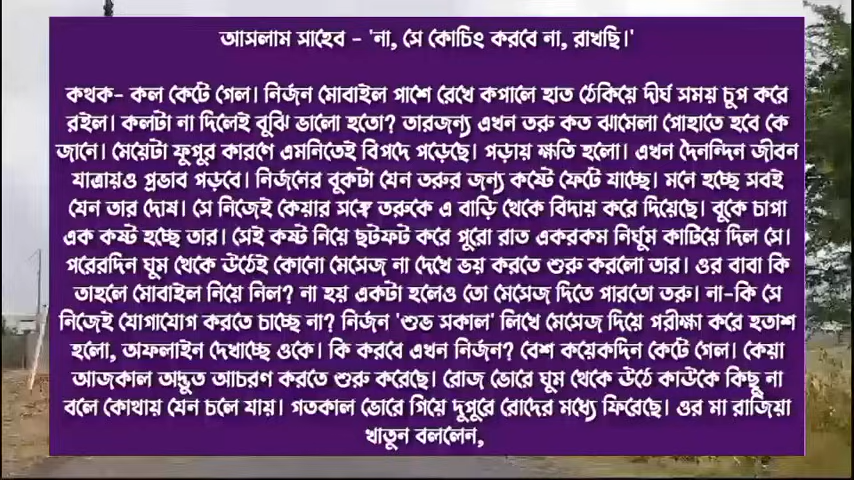 আসলাম সাহেব - 'না, সে কোচিং করবে না, রাখছি।'
কথক- কল কেটে গেল। নির্জন মোবাইল পাশে রেখে কপালে হাত ঠেকিয়ে দীর্ঘ সময় চুপ করে
রইল। কলটা না দিলেই বুঝি ভালো হতো? তারজন্য এখন তরু কত ঝামেলা পোহাতে হবে কে
জানে। মেয়েটা ফুপুর কারণে এমনিতেই বিপদে পড়েছে। পড়ায় ক্ষতি হলো। এখন দৈনন্দিন জীবন
যাত্রায়ও প্রভাব পড়বে। নির্জনের বুকটা যেন তরুর জন্য কষ্টে ফেটে যাচ্ছে। মনে হচ্ছে সবই
যেন তার দোষ। সে নিজেই কেয়ার সঙ্গে তরুকে এ বাড়ি থেকে বিদায় করে দিয়েছে। বুকে চাপা
এক কষ্ট হচ্ছে তার। সেই কষ্ট নিয়ে ছটফট করে পুরো রাত একরকম নির্ঘুম কাটিয়ে দিল সে।
পরেরদিন ঘুম থেকে উঠেই কোনো মেসেজ না দেখে ভয় করতে শুরু করলো তার। ওর বাবা কি
তাহলে মোবাইল নিয়ে নিল? না হয় একটা হলেও তো মেসেজ দিতে পারতো তরু। না-কি সে
নিজেই যোগাযোগ করতে চাচ্ছে না? নির্জন 'শুভ সকাল' লিখে মেসেজ দিয়ে পরীক্ষা করে হতাশ
হলো, অফলাইন দেখাচ্ছে ওকে। কি করবে এখন নির্জন? বেশ কয়েকদিন কেটে গেল। কেয়া
আজকাল অদ্ভুত আচরণ করতে শুরু করেছে। রোজ ভোরে ঘুম থেকে উঠে কাউকে কিছু না
বলে কোথায় যেন চলে যায়। গতকাল ভোরে গিয়ে দুপুরে রোদের মধ্যে ফিরেছে। ওর মা রাজিয়া
খাতুন বললেন,